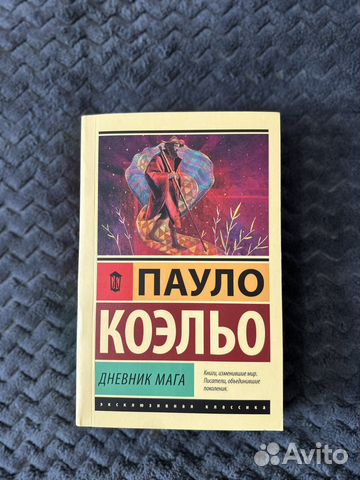 ПАУЛО
КОЭЛЬО
ДНЕВНИК МАГА
Книги, изменившие мир.
Писатели, объединившие
поколения.
эксклюзивная классика
Avito